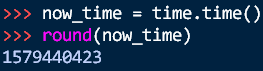 >>> now_time = time.time()
>>> round(now_time)
1579440423